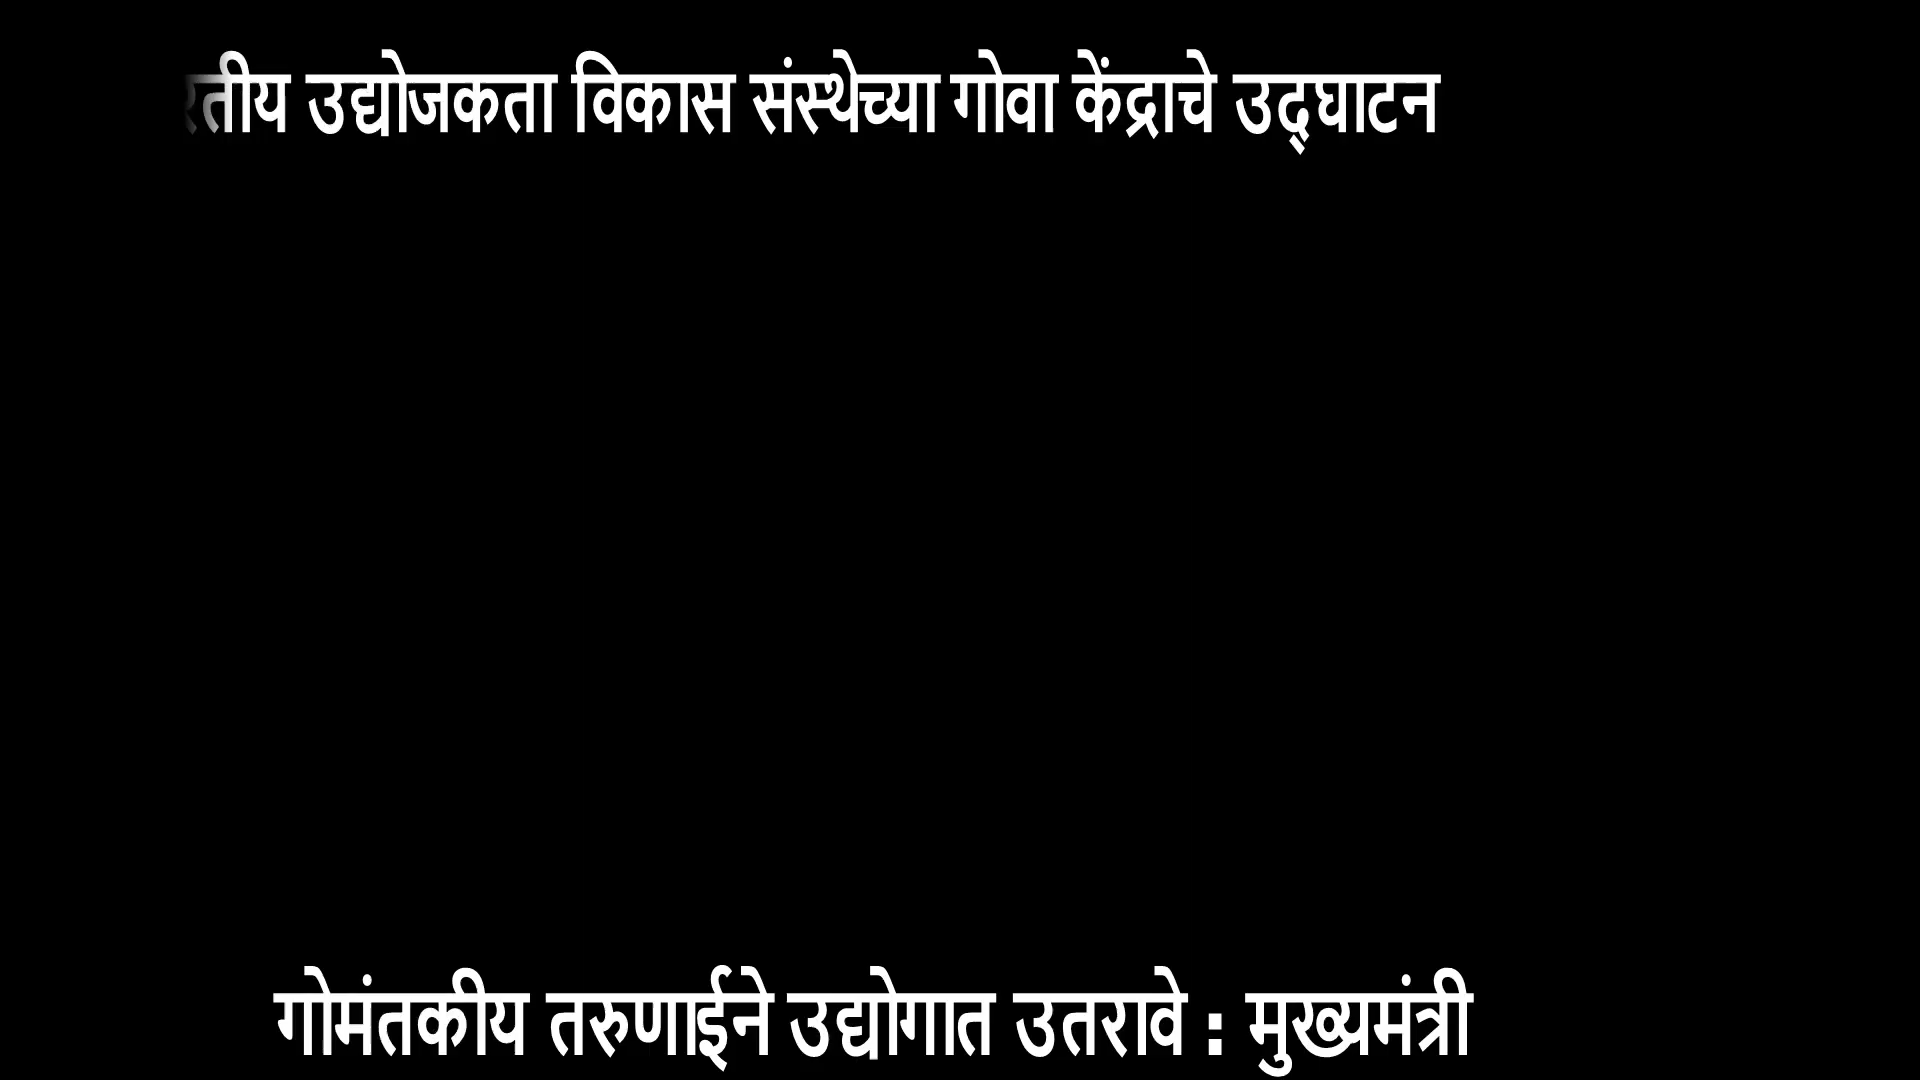 उद्योजकता विकास संस्थेच्या गोवा केंद्राचे उद्‌घाटन
गोमंतकीय तरुणाईने उद्योगात उतरावे : मुख्यमंत्री